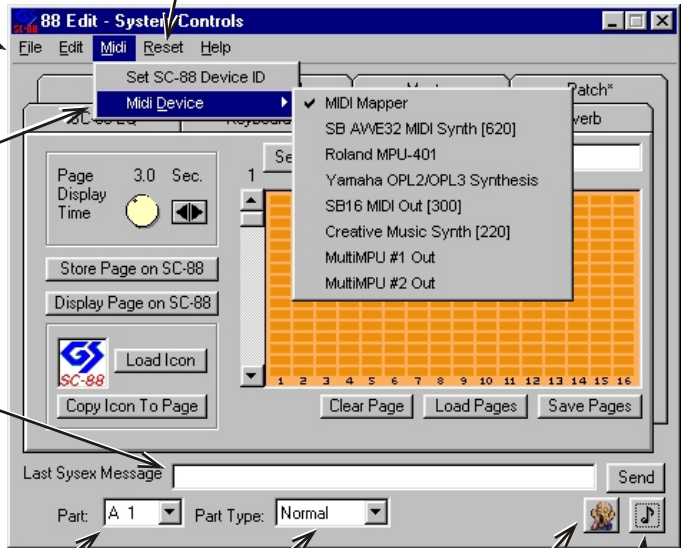 88 Edit - System/Controls
File Edit Midi Reset Help
Set SC-88 Device ID
Midi Device
MIDI Mapper
SB AWE32 MIDI Synth [620]
Roland MPU-401
Yamaha OPL2/OPL3 Synthesis
SB16 MIDI Out [300]
Creative Music Synth [220]
MultiMPU #1 Out
MultiMPU #2 Out
Patch*
Page Display Time
3.0 Sec.
1
Store Page on SC-88
Display Page on SC-88
GS
SC-88
Load Icon
Copy Icon To Page
1 2 3 4 5 6 7 8 9 10 11 12 13 14 15 16
Clear Page Load Pages Save Pages
Last Sysex Message
Send
Part: A 1 Part Type: Normal